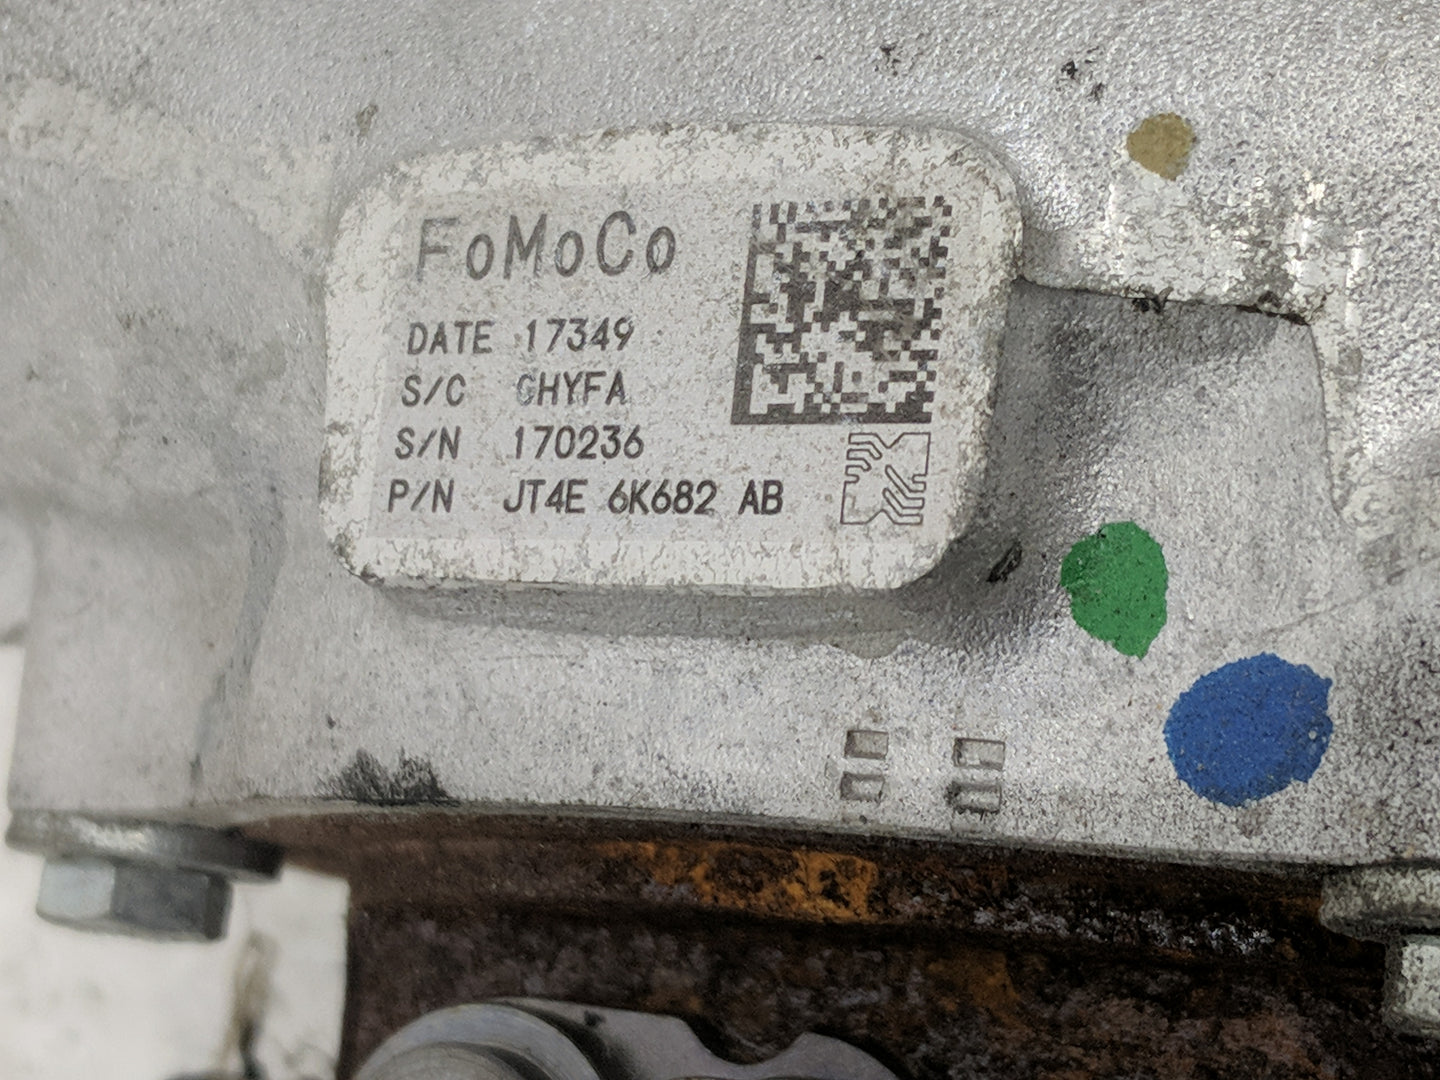 FoMoCo
DATE 17349
S/C GHYFA
S/N 170236
P/N JT4E 6K682 AB